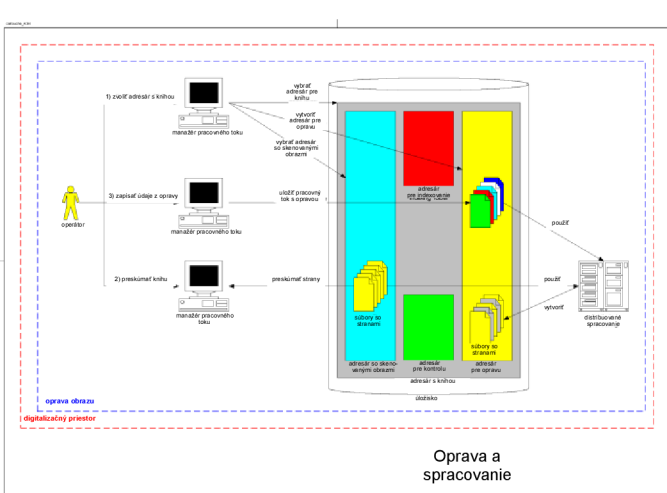 1) zvoliť adresár s knihou
manažér pracovného toku
vybrať
adresár pre
knihu
vytvoriť
adresár pre
opravu
vybrať adresár
so skenovanými
obrazmi
3) zapísať údaje z opravy
manažér pracovného toku
operátor
uložiť pracovný
tok s opravou
adresár
pre indexovanie
použiť
2) preskúmať knihu
manažér pracovného
toku
preskúmať strany
použiť
vytvoriť
distribuované
spracovanie
súbory so
stranami
súbory so
stranami
adresár so skeno-
vanými obrazmi
adresár
pre kontrolu
adresár
pre opravu
adresár s knihou
úložisko
oprava obrazu
digitalizačný priestor
Oprava a
spracovanie